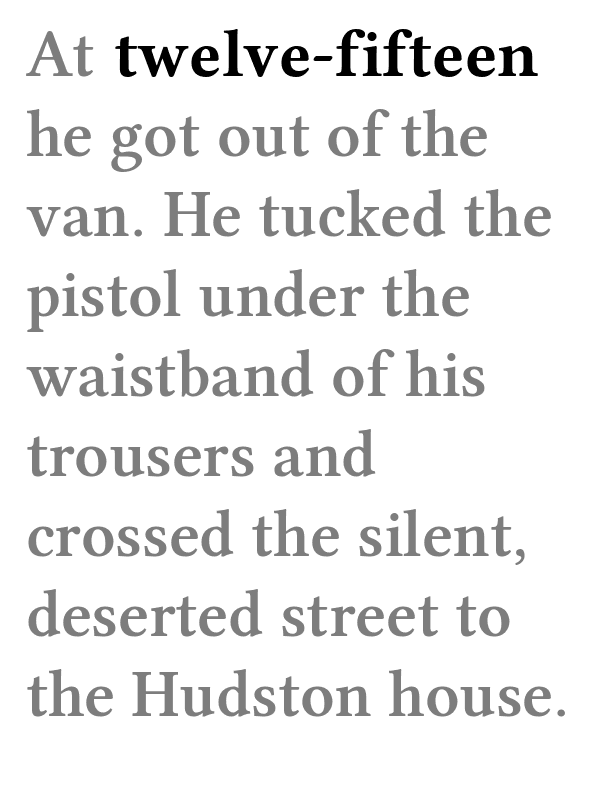 At twelve-fifteen
he got out of the
van. He tucked the
pistol under the
waistband of his
trousers and
crossed the silent,
deserted street to
the Hudston house.